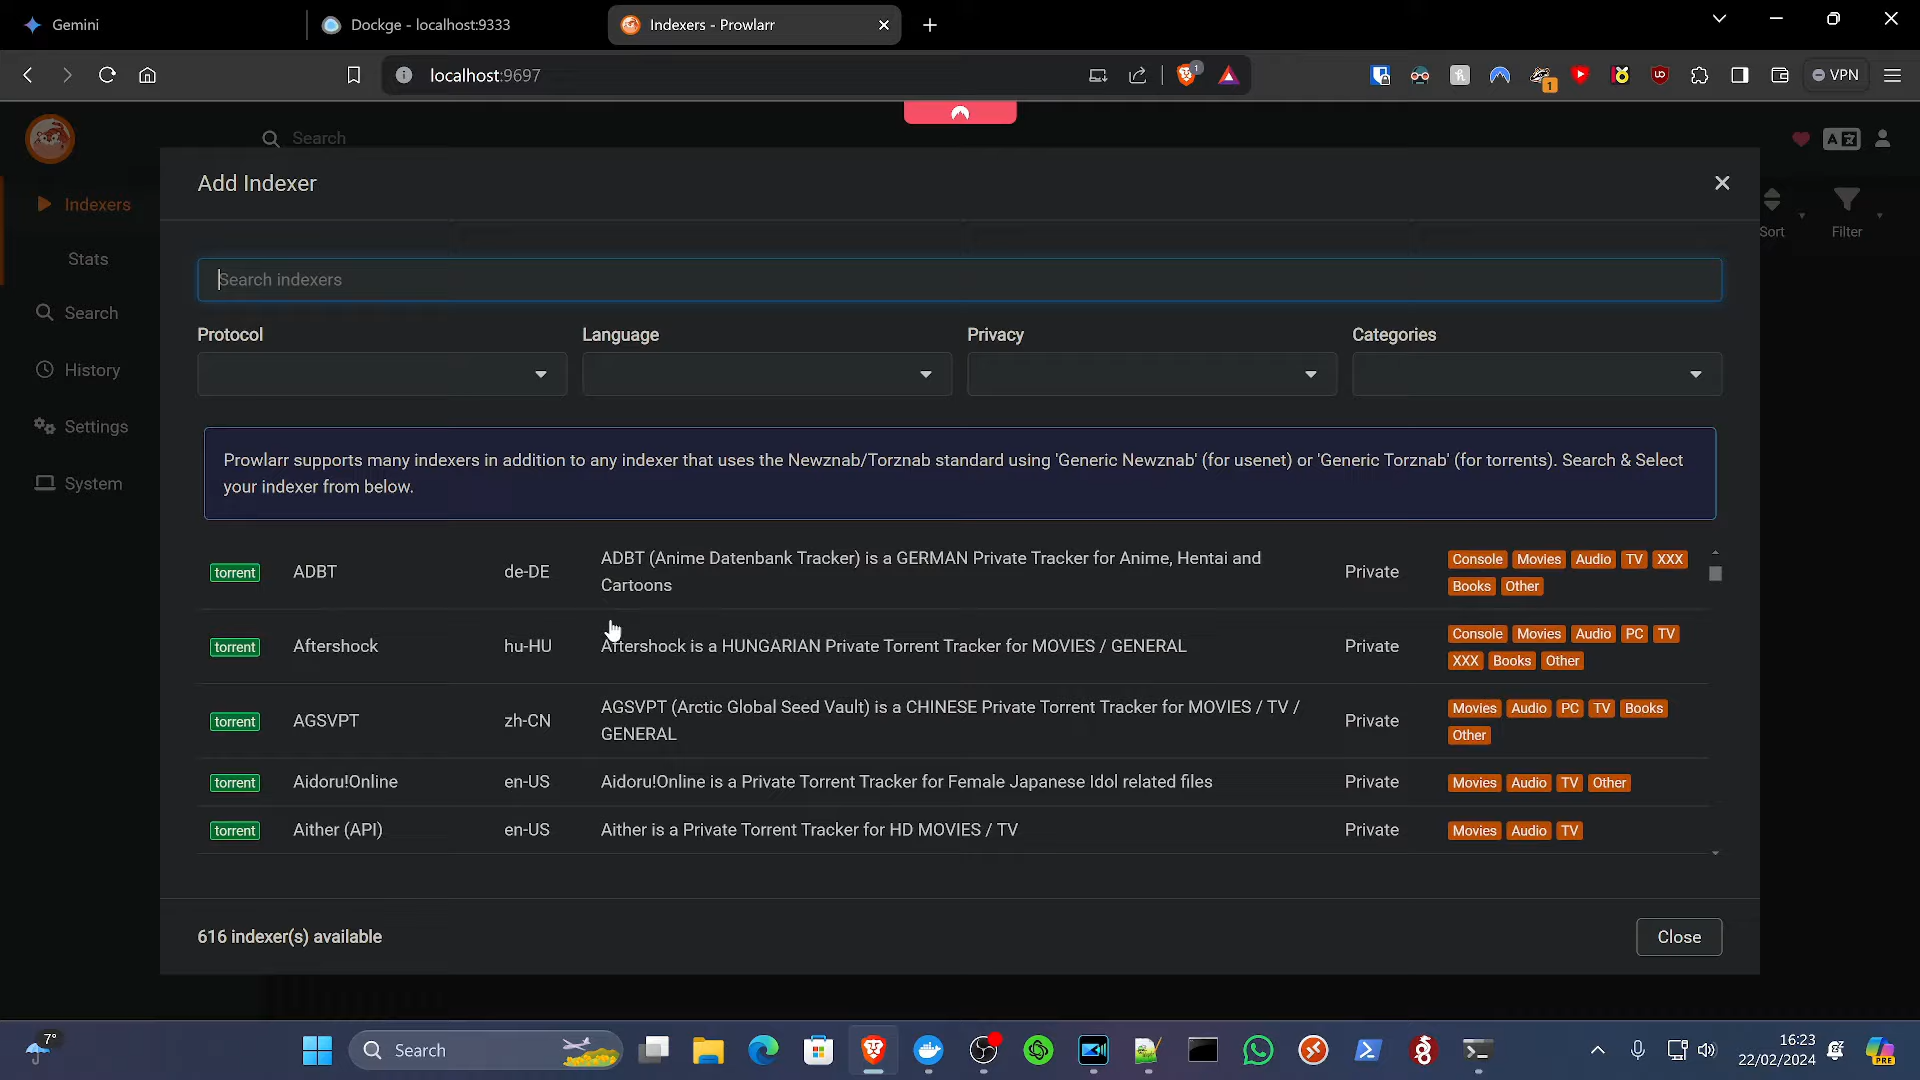 Gemini
Dockge - localhost:9333
Indexers - Prowlarr
localhost:9697
1
1
VPN
Search
Add Indexer
Indexers
Sort
Filter
Stats
Search indexers
Search
Protocol
Language
Privacy
Categories
History
Settings
Prowlarr supports many indexers in addition to any indexer that uses the Newznab/Torznab standard using 'Generic Newznab' (for usenet) or 'Generic Torznab' (for torrents). Search & Select
your indexer from below.
System
torrent ADBT de-DE ADBT (Anime Datenbank Tracker) is a GERMAN Private Tracker for Anime, Hentai and Private Console Movies Audio TV XXX
Cartoons Books Other
torrent Aftershock hu-HU Aftershock is a HUNGARIAN Private Torrent Tracker for MOVIES / GENERAL Private Console Movies Audio PC TV
XXX Books Other
torrent AGSVPT zh-CN AGSVPT (Arctic Global Seed Vault) is a CHINESE Private Torrent Tracker for MOVIES / TV / Private Movies Audio PC TV Books
GENERAL Other
torrent Aidoru!Online en-US Aidoru!Online is a Private Torrent Tracker for Female Japanese Idol related files Private Movies Audio TV Other
torrent Aither (API) en-US Aither is a Private Torrent Tracker for HD MOVIES / TV Private Movies Audio TV
616 indexer(s) available
Close
7°
Search
16:23
22/02/2024
PRE